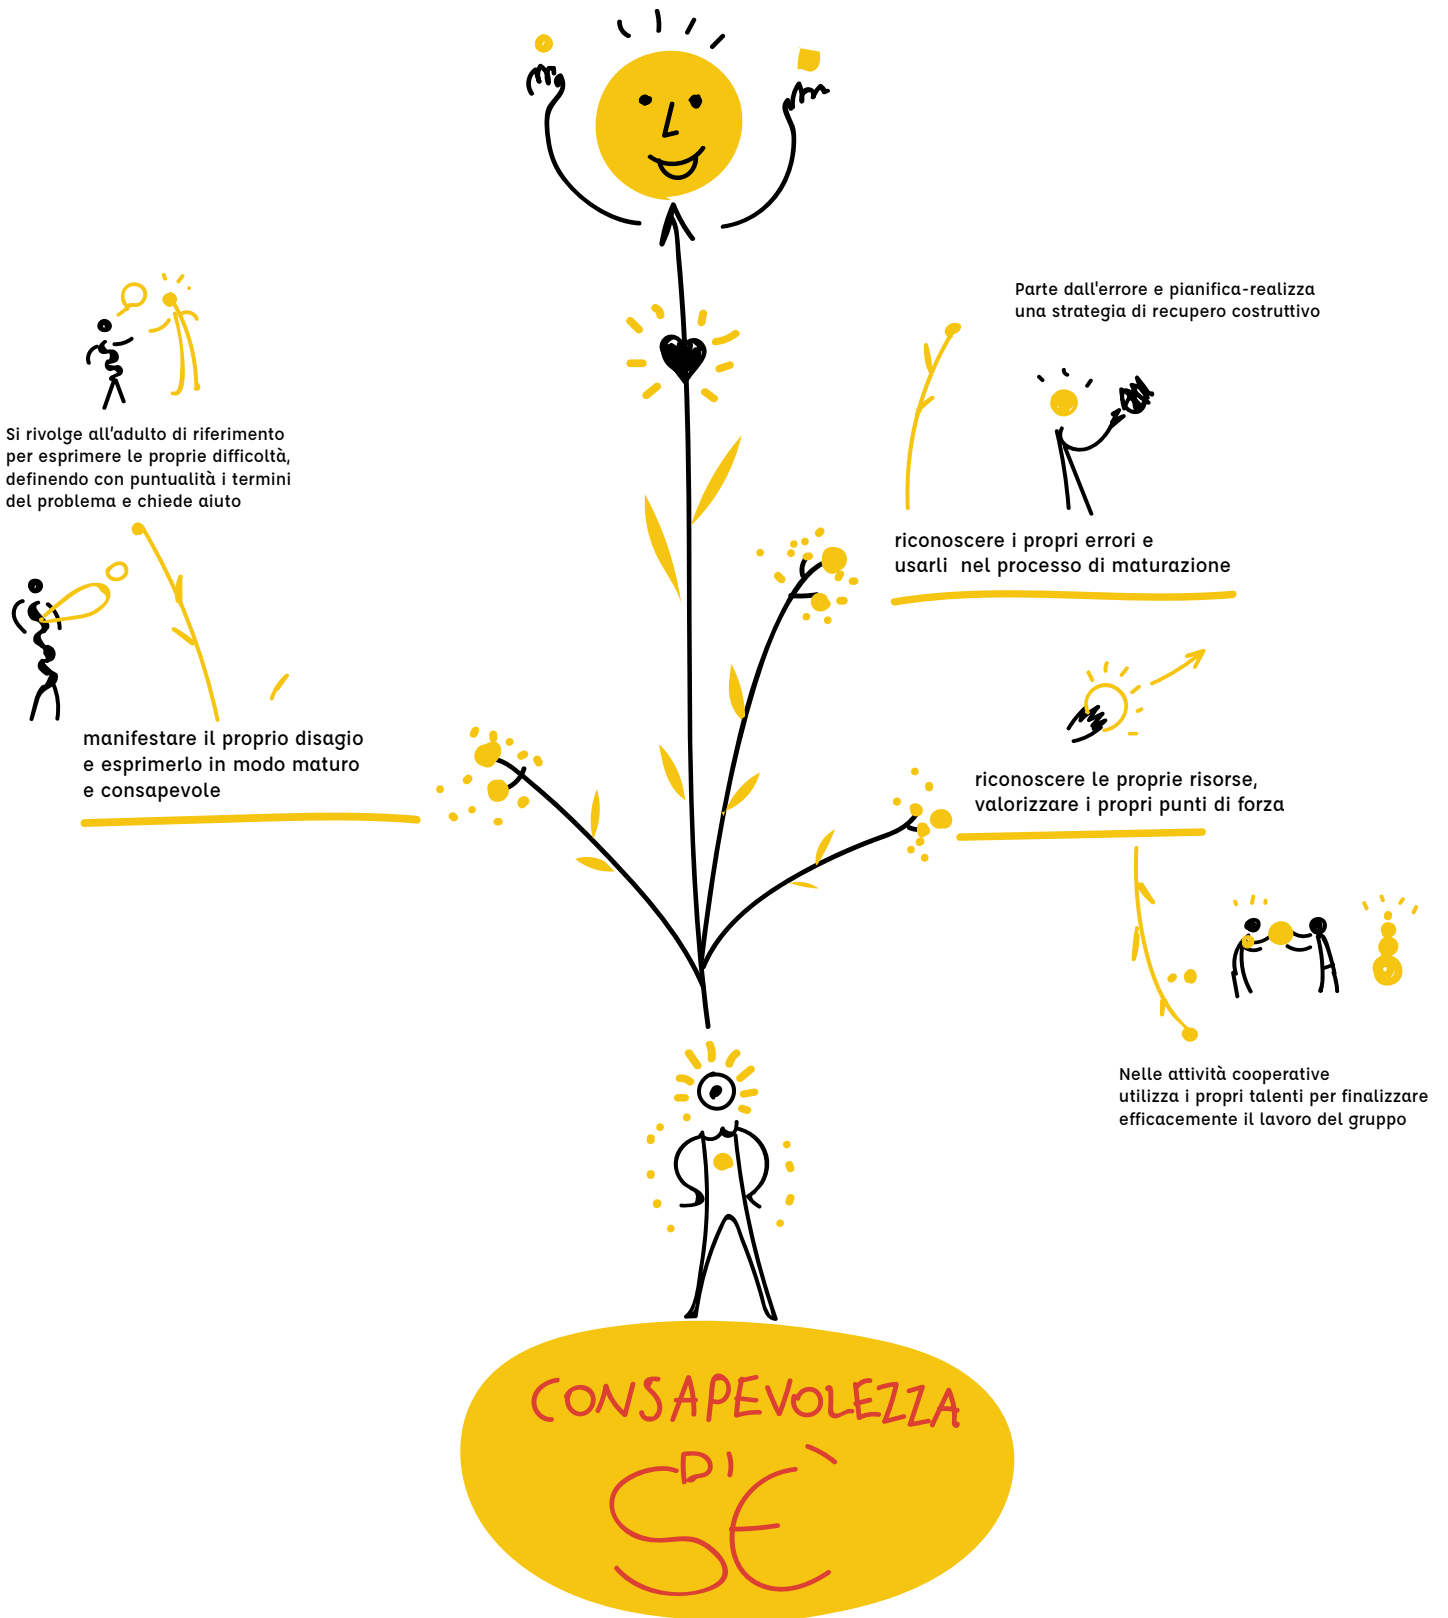 Parte dall'errore e pianifica-realizza
una strategia di recupero costruttivo
Si rivolge all'adulto di riferimento
per esprimere le proprie difficoltà,
definendo con puntualità i termini
del problema e chiede aiuto
riconoscere i propri errori e
usarli  nel processo di maturazione
manifestare il proprio disagio
e esprimerlo in modo maturo
e consapevole
riconoscere le proprie risorse,
valorizzare i propri punti di forza
Nelle attività cooperative
utilizza i propri talenti per finalizzare
efficacemente il lavoro del gruppo
CONSAPEVOLEZZA
DI
SÈ